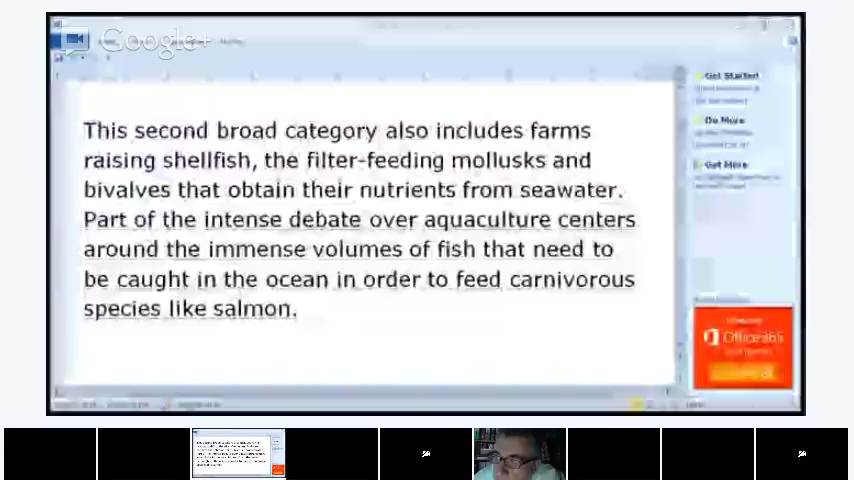 Google+
Get Started
This second broad category also includes farms
raising shellfish, the filter-feeding mollusks and
bivalves that obtain their nutrients from seawater.
Part of the intense debate over aquaculture centers
around the immense volumes of fish that need to
be caught in the ocean in order to feed carnivorous
species like salmon.
Do More
Get More
Office 365